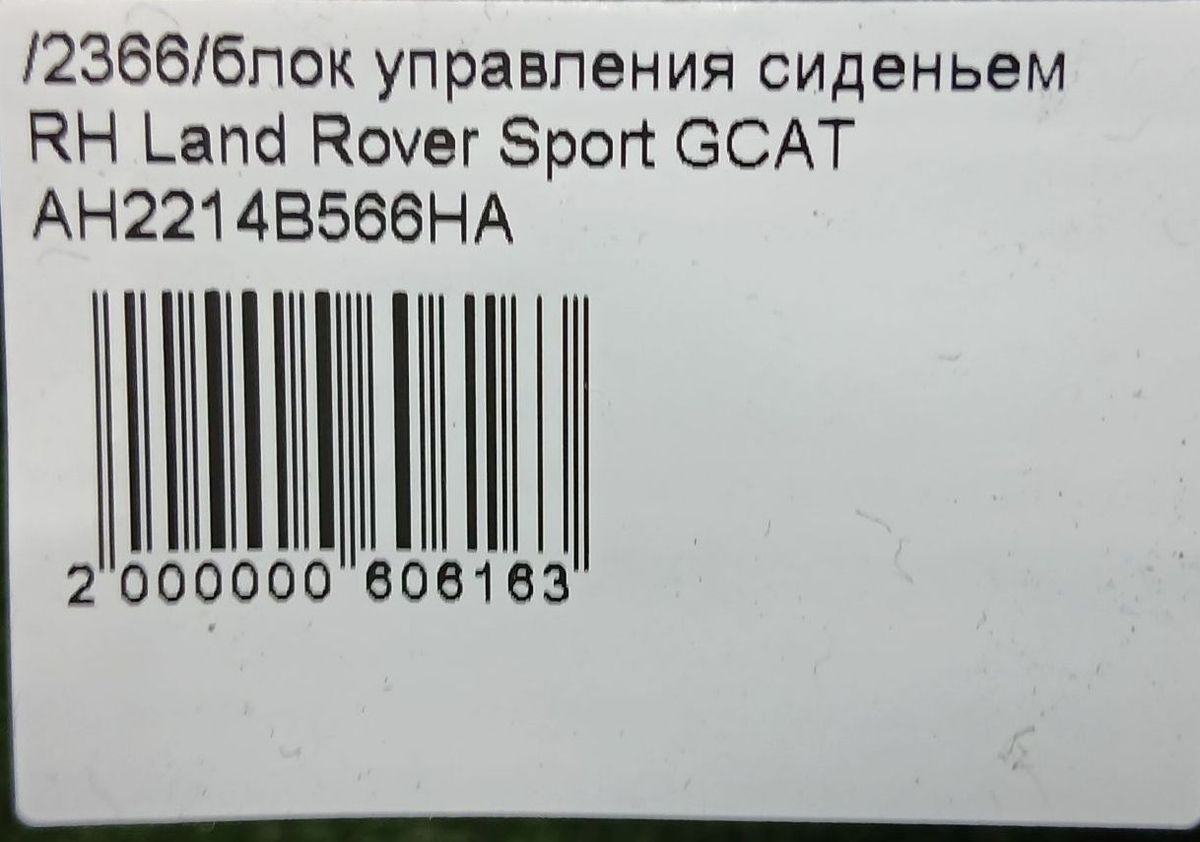 /2366/блок управления сиденьем
RH Land Rover Sport GCAT
AH2214B566HA
2 000000 606163